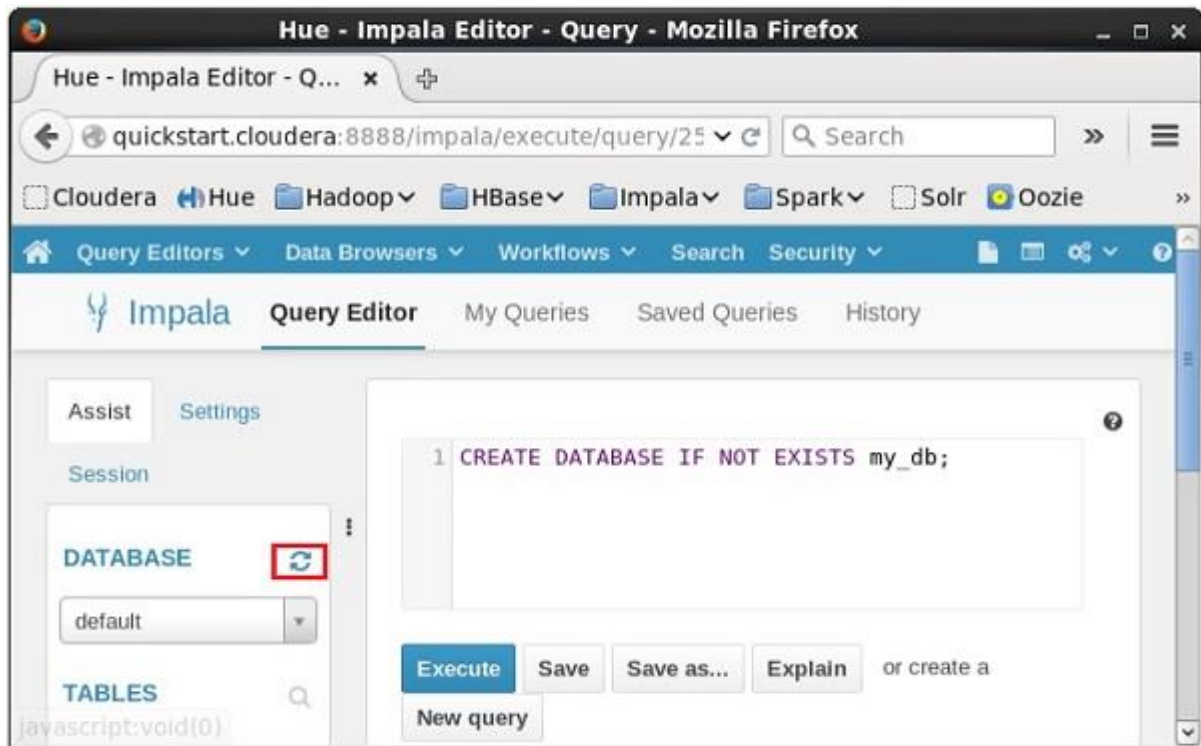 Hue - Impala Editor - Query - Mozilla Firefox
Hue - Impala Editor - Q...
quickstart.cloudera:8888/impala/execute/query/25
Search
Cloudera Hue Hadoop HBase Impala Spark Solr Oozie
Query Editors Data Browsers Workflows Search Security
Impala Query Editor My Queries Saved Queries History
Assist Settings
Session
1 CREATE DATABASE IF NOT EXISTS my_db;
DATABASE
default
Execute Save Save as... Explain or create a
New query
TABLES
javascript:void(0)